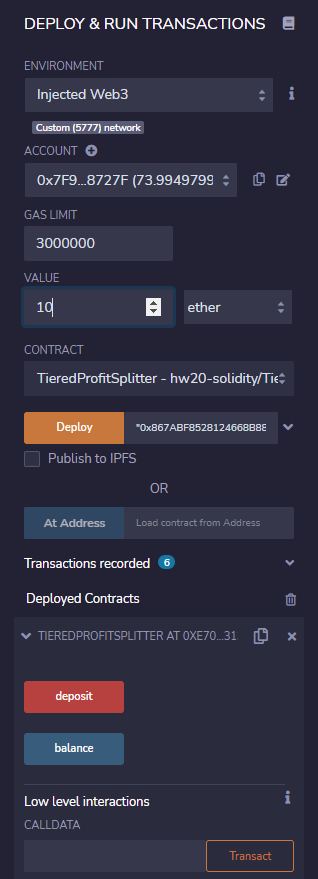 DEPLOY & RUN TRANSACTIONS
ENVIRONMENT
Injected Web3
Custom (5777) network
ACCOUNT
0x7F9...8727F (73.9949799
GAS LIMIT
3000000
VALUE
10 ether
CONTRACT
TieredProfitSplitter - hw20-solidity/Tie
Deploy "0x867ABF8528124668B88
Publish to IPFS
OR
At Address Load contract from Address
Transactions recorded 6
Deployed Contracts
TIEREDPROFITSPLITTER AT 0XE70...31
deposit
balance
Low level interactions
CALLDATA
Transact